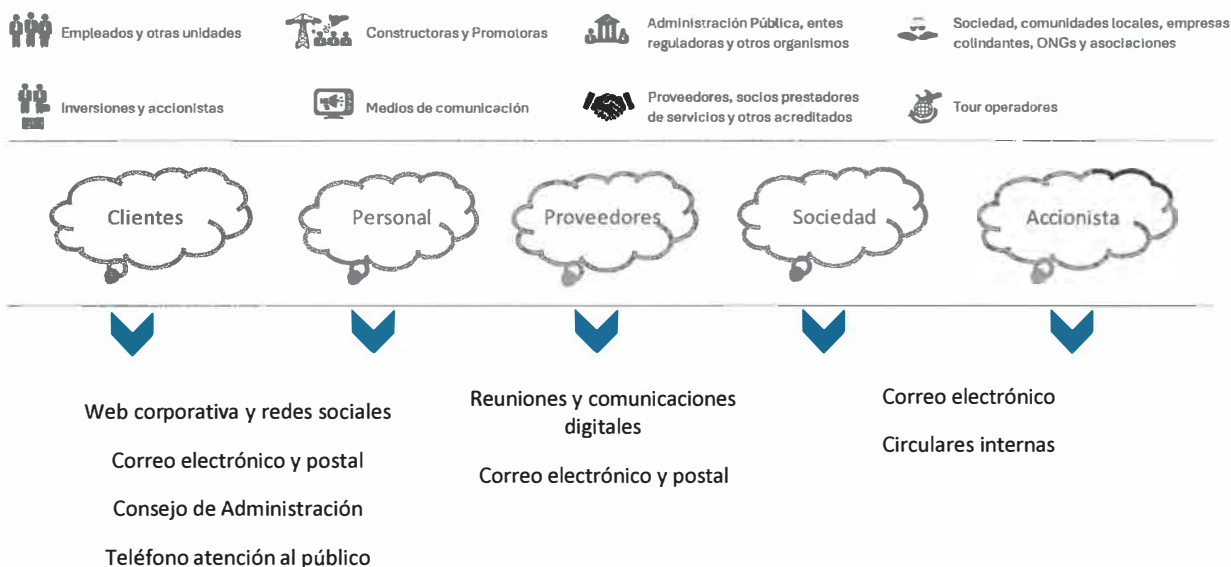 Empleados y otras unidades
Constructoras y Promotoras
Administración Pública, entes
reguladoras y otros organismos
Sociedad, comunidades locales, empresas
colindantes, ONGs y asociaciones
Inversiones y accionistas
Medios de comunicación
Proveedores, socios prestadores
de servicios y otros acreditados
Tour operadores
Clientes
Personal
Proveedores
Sociedad
Accionista
Web corporativa y redes sociales
Correo electrónico y postal
Consejo de Administración
Teléfono atención al público
Reuniones y comunicaciones
digitales
Correo electrónico y postal
Correo electrónico
Circulares internas